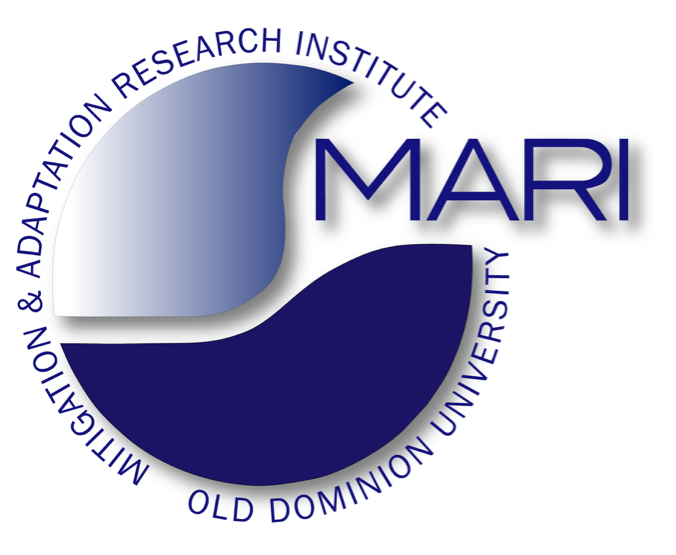 MITIGATION & ADAPTATION RESEARCH INSTITUTE
MARI
OLD DOMINION UNIVERSITY